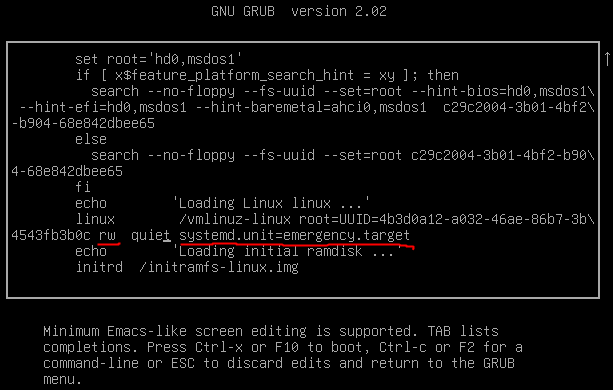 GNU GRUB  version 2.02
set root='hd0,msdos1'
if [ x$feature_platform_search_hint = xy ]; then
search --no-floppy --fs-uuid --set=root --hint-bios=hd0,msdos1\
--hint-efi=hd0,msdos1 --hint-baremetal=ahci0,msdos1  c29c2004-3b01-4bf2\
-b904-68e842dbee65
else
search --no-floppy --fs-uuid --set=root c29c2004-3b01-4bf2-b90\
4-68e842dbee65
fi
echo 'Loading Linux linux ...'
linux /vmlinuz-linux root=UUID=4b3d0a12-a032-46ae-86b7-3b\
4543fb3b0c rw  quiet systemd.unit=emergency.target
echo 'Loading initial ramdisk ...'
initrd  /initramfs-linux.img
Minimum Emacs-like screen editing is supported. TAB lists
completions. Press Ctrl-x or F10 to boot, Ctrl-c or F2 for a
command-line or ESC to discard edits and return to the GRUB
menu.